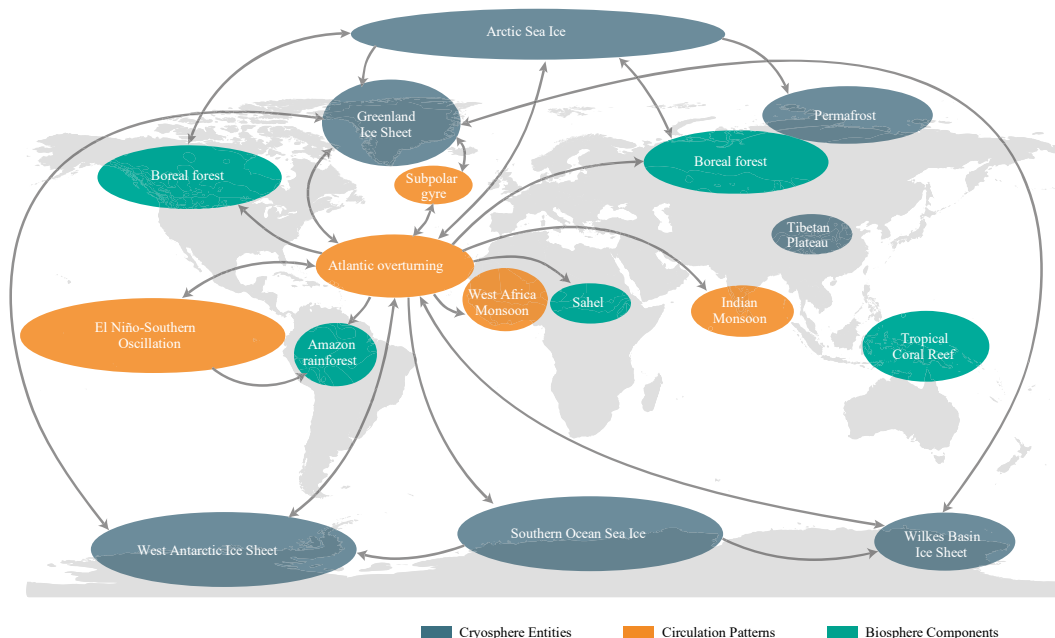 Arctic Sea Ice
Greenland
Ice Sheet
Permafrost
Boreal forest
Boreal forest
Subpolar
gyre
Tibetan
Plateau
Atlantic overturning
West Africa
Monsoon
Sahel
Indian
Monsoon
El Niño-Southern
Oscillation
Amazon
rainforest
Tropical
Coral Reef
West Antarctic Ice Sheet
Southern Ocean Sea Ice
Wilkes Basin
Ice Sheet
Cryosphere Entities
Circulation Patterns
Biosphere Components